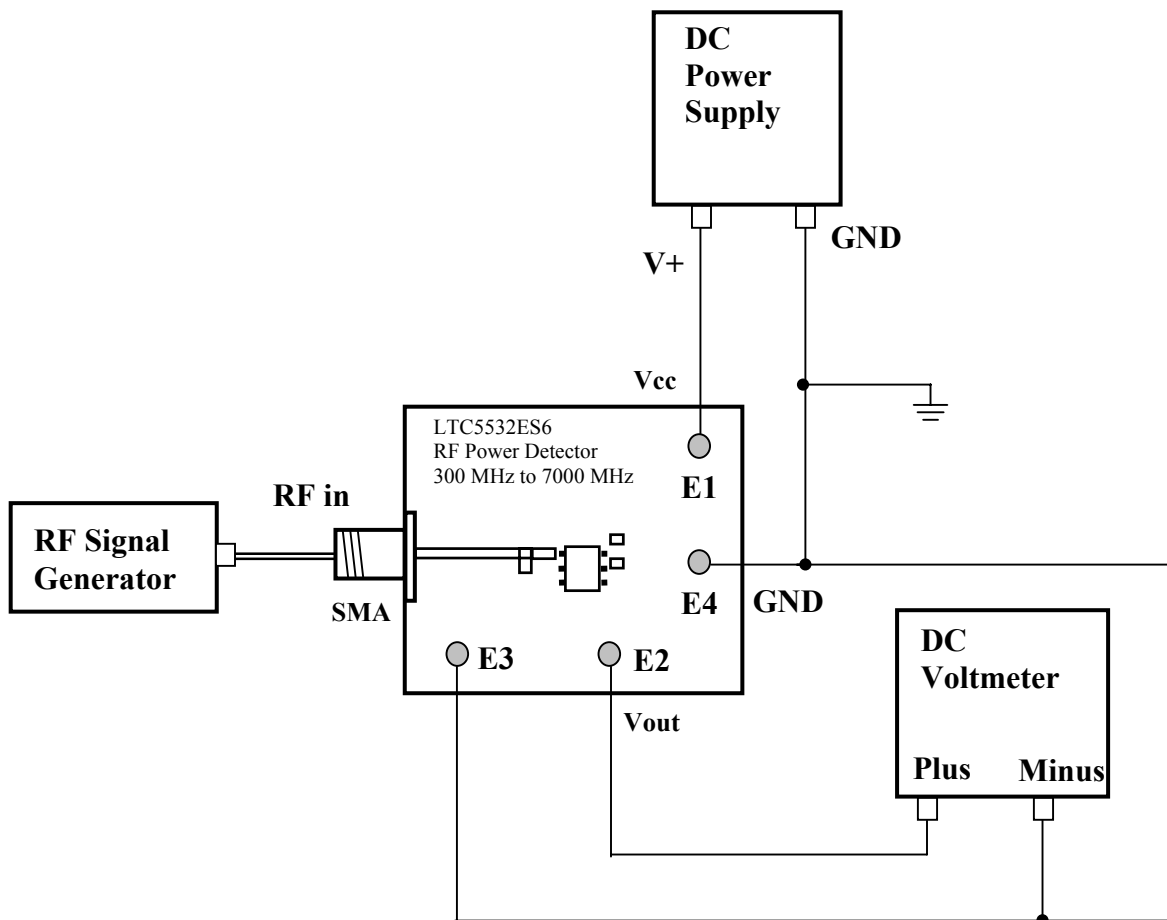 DC
Power
Supply
GND
V+
Vcc
LTC5532ES6
RF Power Detector
300 MHz to 7000 MHz
E1
RF in
RF Signal
Generator
SMA
E4
GND
E3
E2
Vout
DC
Voltmeter
Plus
Minus